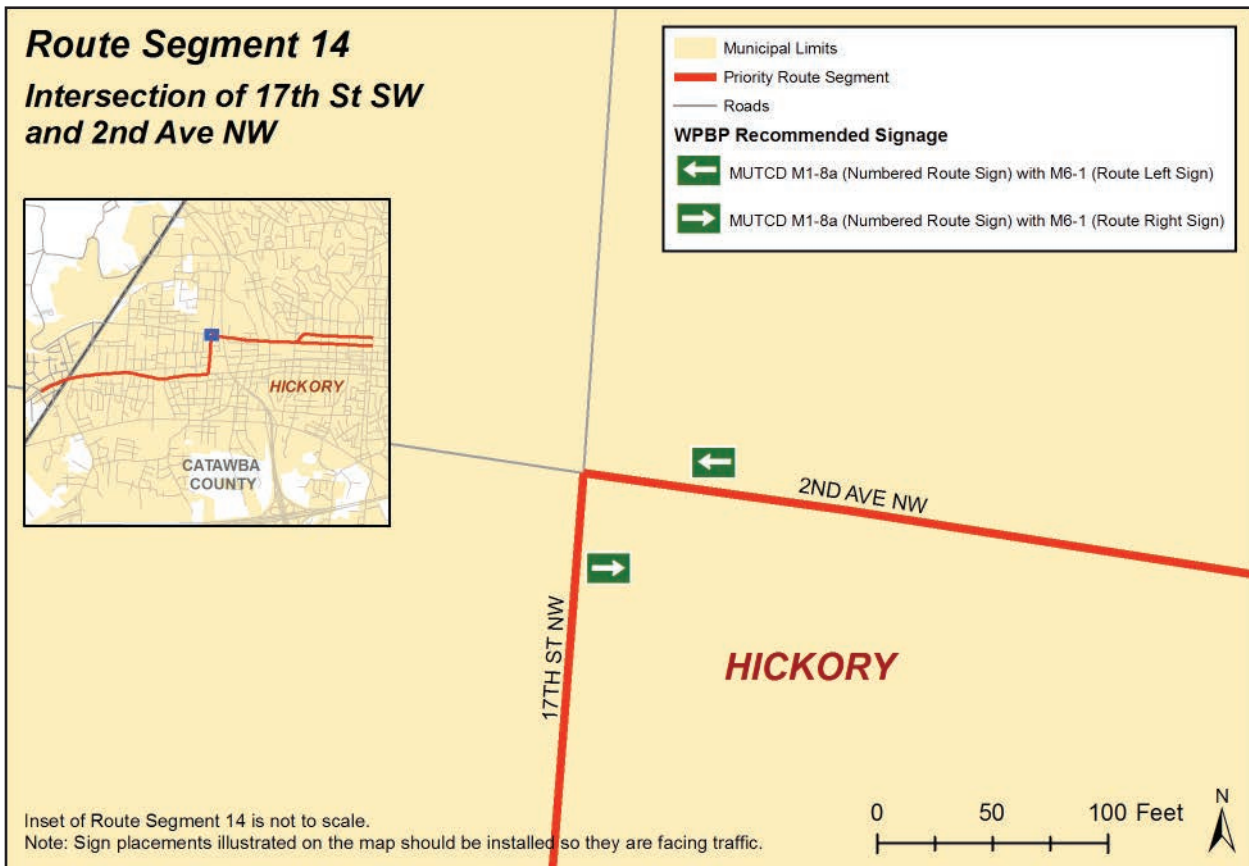 Route Segment 14
Intersection of 17th St SW
and 2nd Ave NW
Municipal Limits
Priority Route Segment
Roads
WPBP Recommended Signage
MUTCD M1-8a (Numbered Route Sign) with M6-1 (Route Left Sign)
MUTCD M1-8a (Numbered Route Sign) with M6-1 (Route Right Sign)
HICKORY
CATAWBA
COUNTY
2ND AVE NW
17TH ST NW
HICKORY
Inset of Route Segment 14 is not to scale.
Note: Sign placements illustrated on the map should be installed so they are facing traffic.
0 50 100 Feet
N